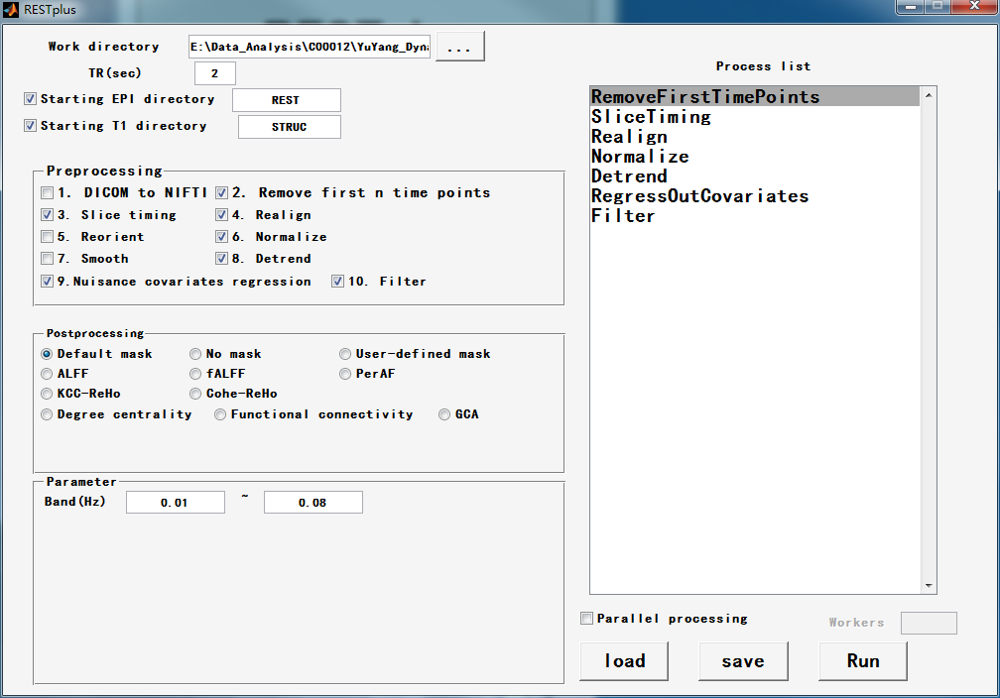 RESTplus
Work directory E:\Data_Analysis\C00012\YuYang_Dyna ...
TR(sec) 2
Starting EPI directory REST
Starting T1 directory STRUC
Preprocessing
1. DICOM to NIFTI 2. Remove first n time points
3. Slice timing 4. Realign
5. Reorient 6. Normalize
7. Smooth 8. Detrend
9.Nuisance covariates regression 10. Filter
Postprocessing
Default mask No mask User-defined mask
ALFF fALFF PerAF
KCC-ReHo Cohe-ReHo
Degree centrality Functional connectivity GCA
Parameter
Band(Hz) 0.01 ~ 0.08
Process list
RemoveFirstTimePoints
SliceTiming
Realign
Normalize
Detrend
RegressOutCovariates
Filter
Parallel processing Workers
load save Run